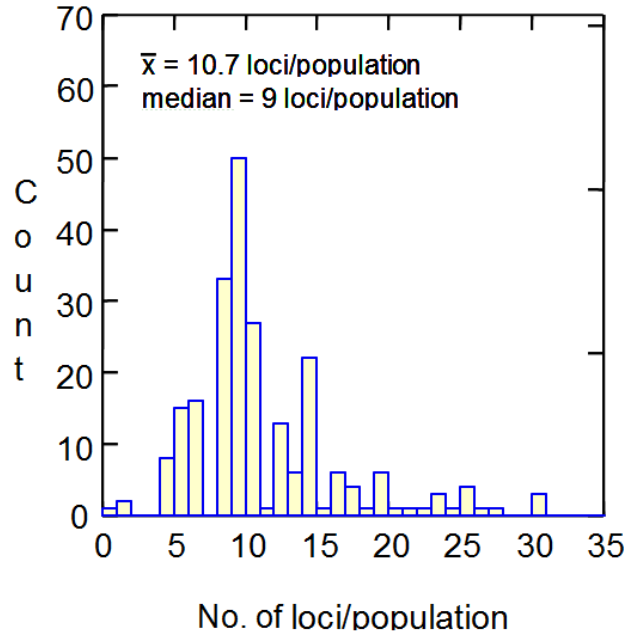 70
60
50
40
30
20
10
0
C
o
u
n
t
x̅ = 10.7 loci/population
median = 9 loci/population
0 5 10 15 20 25 30 35
No. of loci/population